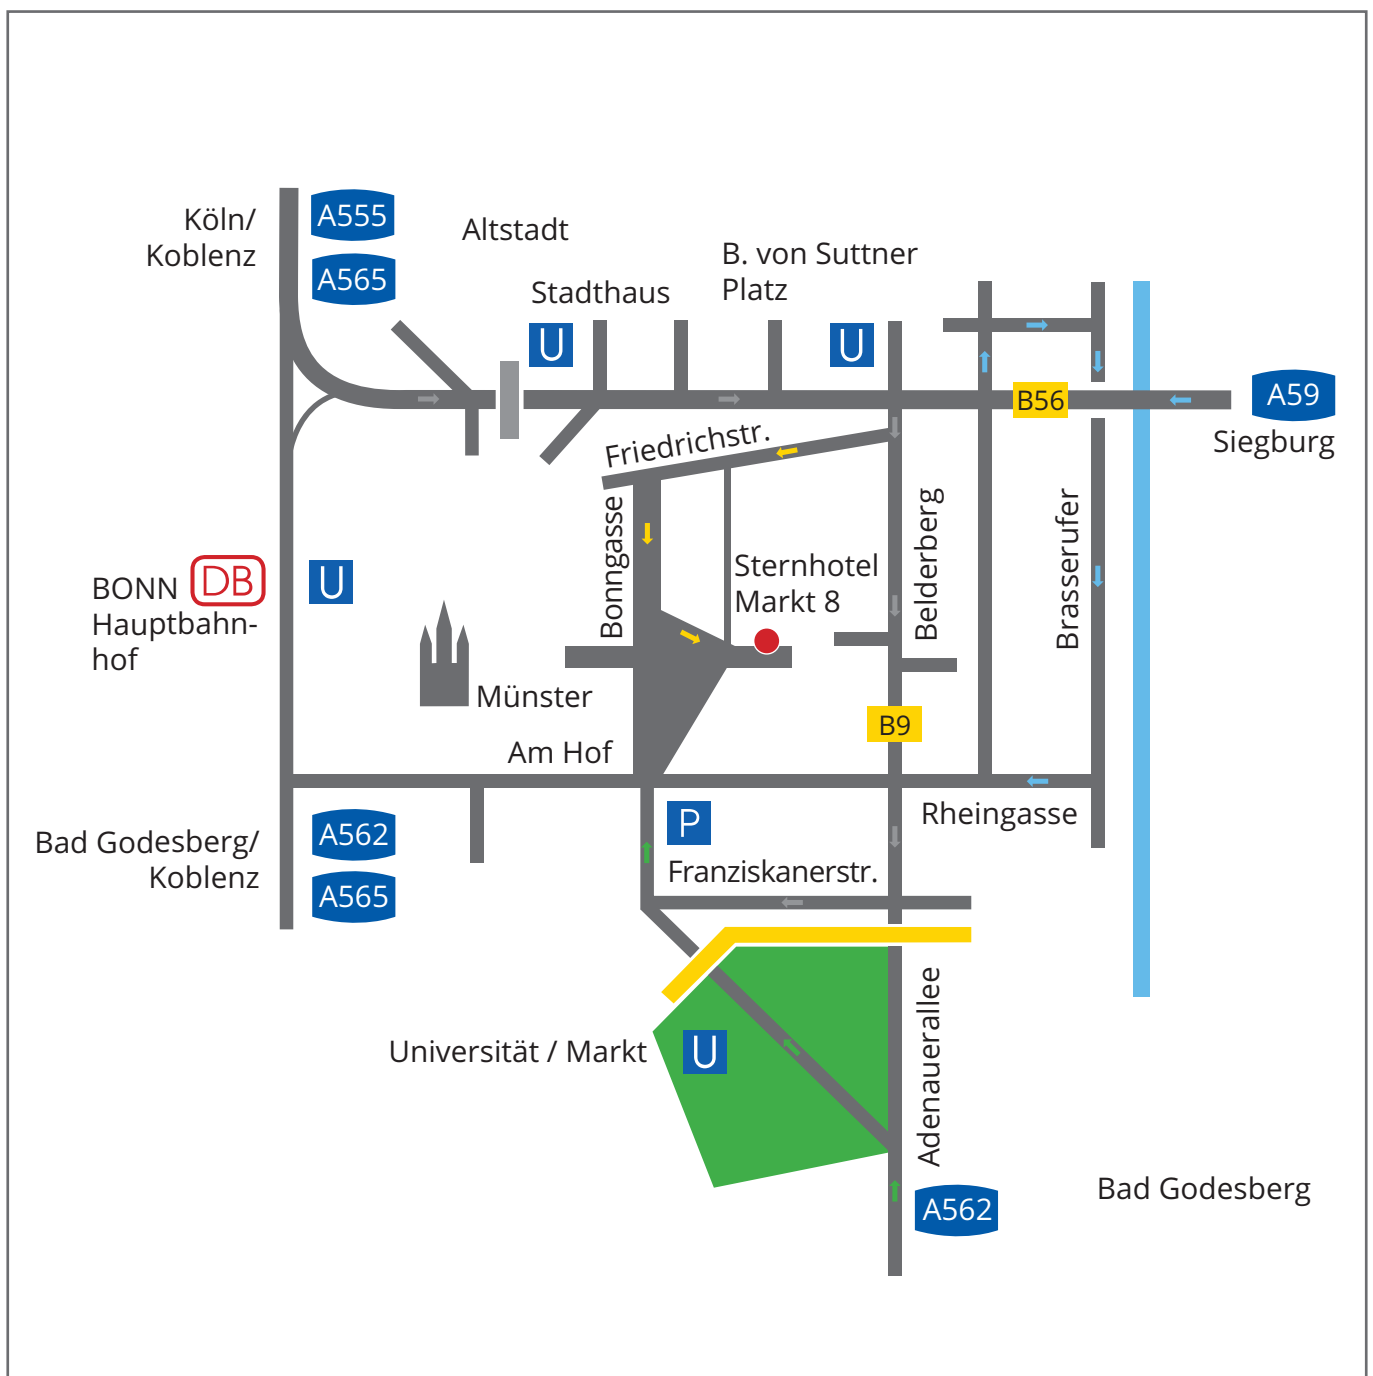 Köln/
Koblenz
A555
A565
Altstadt
Stadthaus
U
B. von Suttner
Platz
U
B56
A59
Siegburg
Friedrichstr.
Bonngasse
Sternhotel
Markt 8
Belderberg
Brasserufer
BONN DB
Hauptbahn-
hof
U
Münster
Am Hof
B9
Rheingasse
Bad Godesberg/
Koblenz
A562
A565
P
Franziskanerstr.
Universität / Markt
U
Adenauerallee
A562
Bad Godesberg